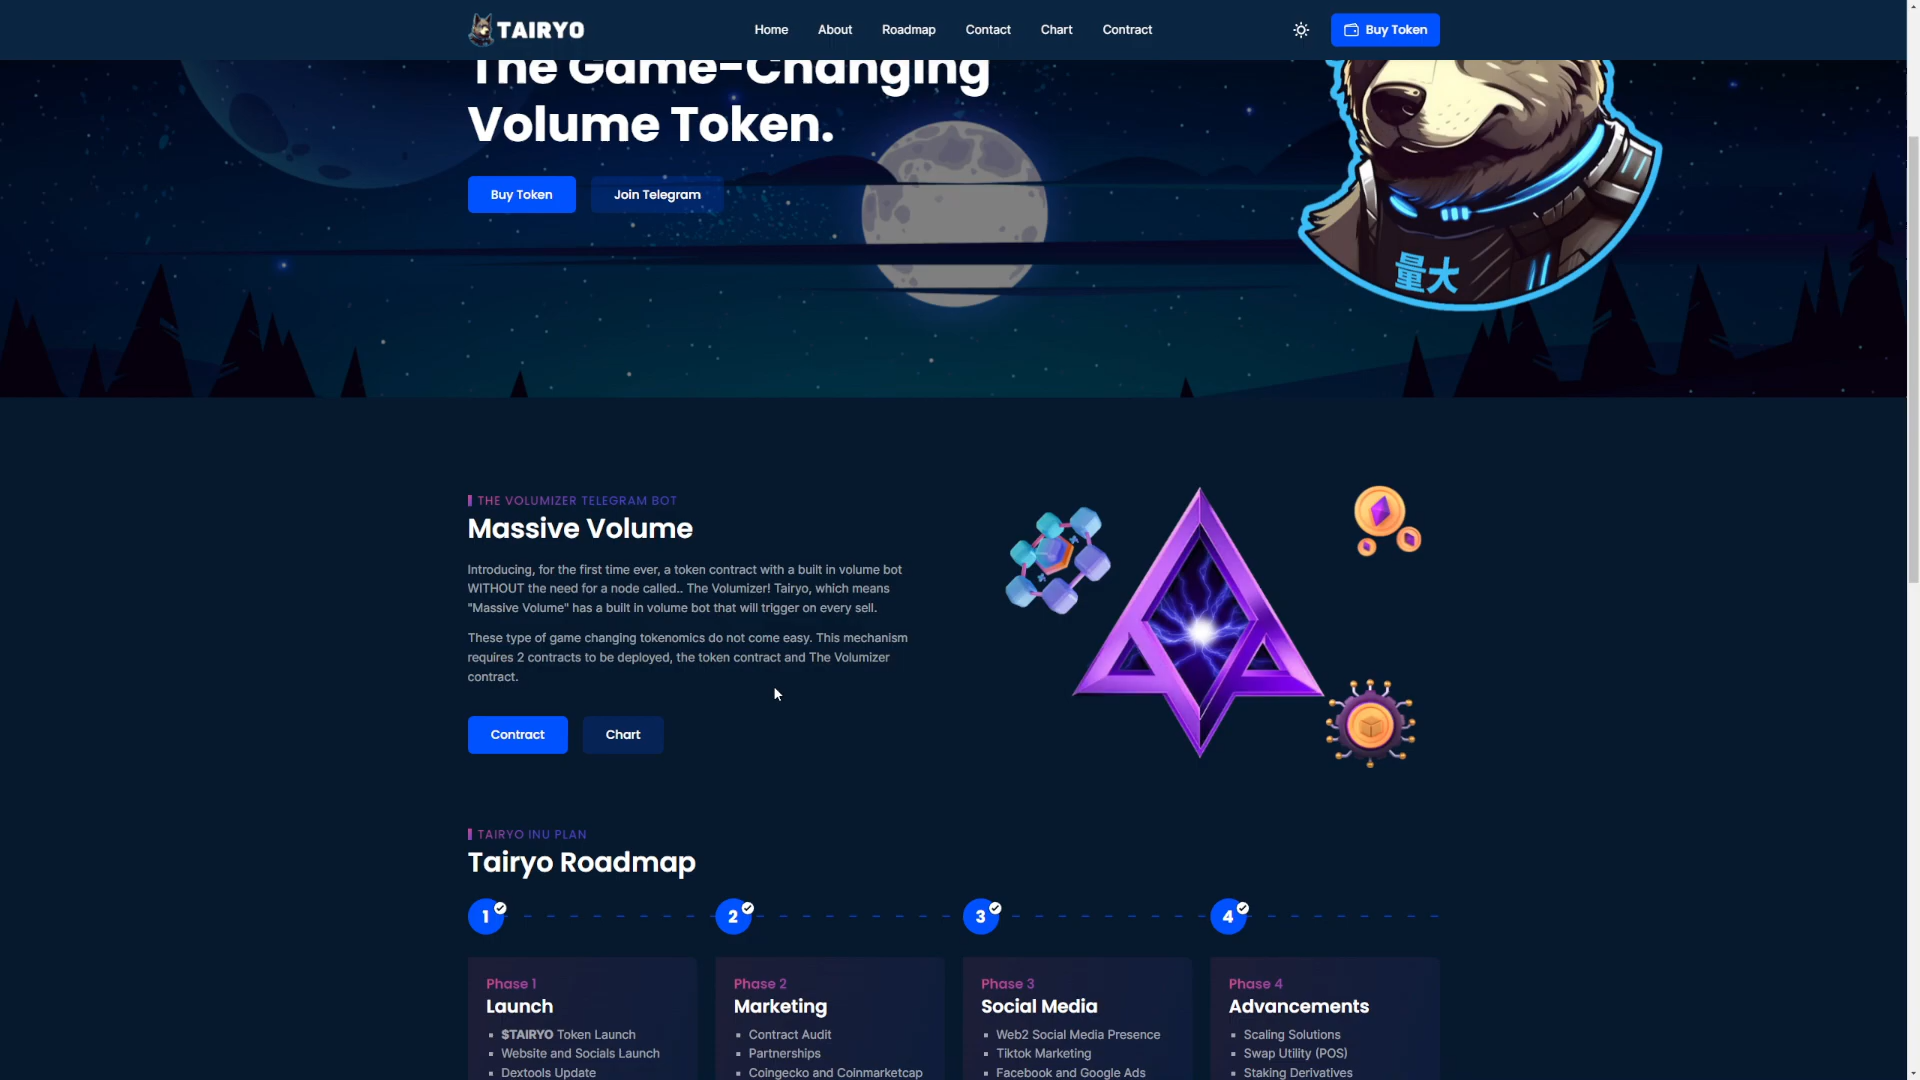 TAIRYO
Home
About
Roadmap
Contact
Chart
Contract
Buy Token
The Game-Changing
Volume Token.
Buy Token
Join Telegram
量大
THE VOLUMIZER TELEGRAM BOT
Massive Volume
Introducing, for the first time ever, a token contract with a built in volume bot
WITHOUT the need for a node called.. The Volumizer! Tairyo, which means
"Massive Volume" has a built in volume bot that will trigger on every sell.
These type of game changing tokenomics do not come easy. This mechanism
requires 2 contracts to be deployed, the token contract and The Volumizer
contract.
Contract
Chart
TAIRYO INU PLAN
Tairyo Roadmap
1
2
3
4
Phase 1
Launch
$TAIRYO Token Launch
Website and Socials Launch
Dextools Update
Phase 2
Marketing
Contract Audit
Partnerships
Coingecko and Coinmarketcap
Phase 3
Social Media
Web2 Social Media Presence
Tiktok Marketing
Facebook and Google Ads
Phase 4
Advancements
Scaling Solutions
Swap Utility (POS)
Staking Derivatives